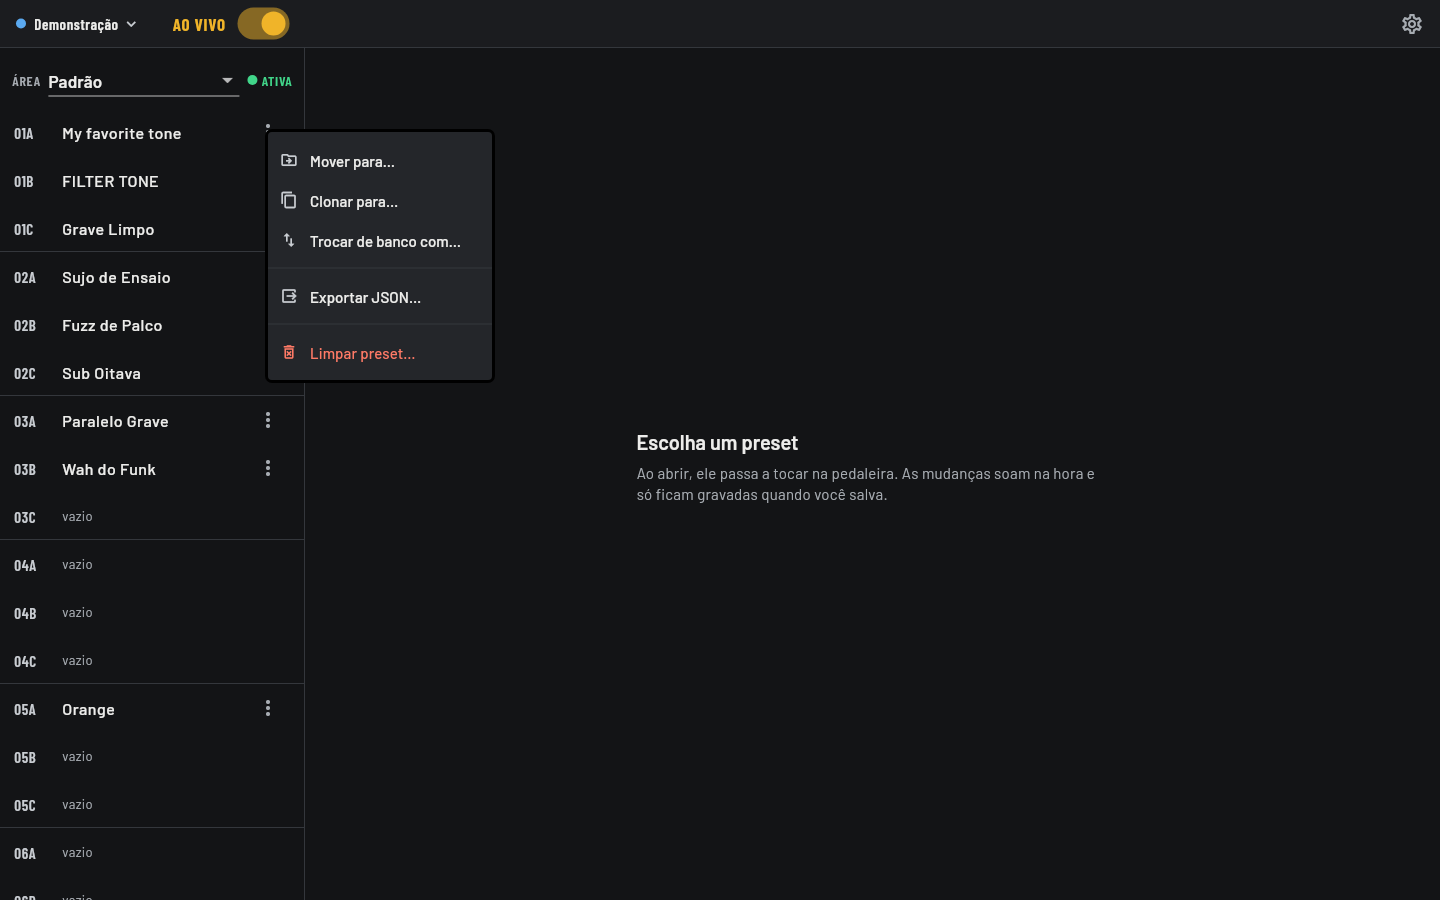 Demonstração
AO VIVO
ÁREA Padrão ATIVA
01A My favorite tone
01B FILTER TONE
01C Grave Limpo
02A Sujo de Ensaio
02B Fuzz de Palco
02C Sub Oitava
03A Paralelo Grave
03B Wah do Funk
03C vazio
04A vazio
04B vazio
04C vazio
05A Orange
05B vazio
05C vazio
06A vazio
Mover para...
Clonar para...
Trocar de banco com...
Exportar JSON...
Limpar preset...
Escolha um preset
Ao abrir, ele passa a tocar na pedaleira. As mudanças soam na hora e
só ficam gravadas quando você salva.